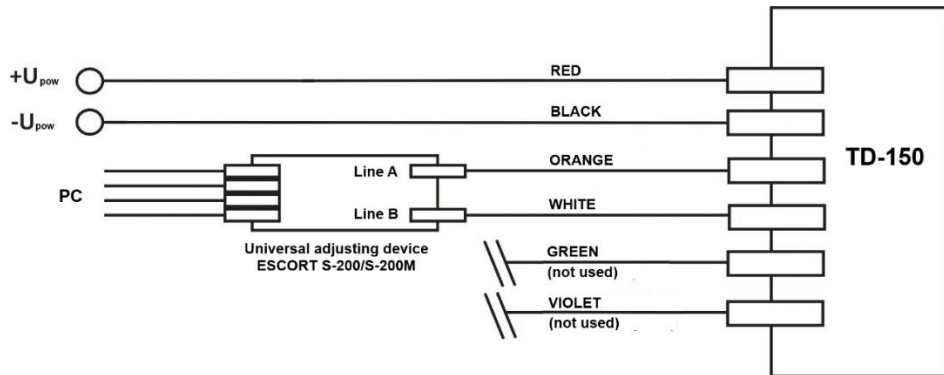 +Upow
RED
-Upow
BLACK
TD-150
ORANGE
Line A
PC
WHITE
Line B
Universal adjusting device
ESCORT S-200/S-200M
GREEN
(not used)
VIOLET
(not used)